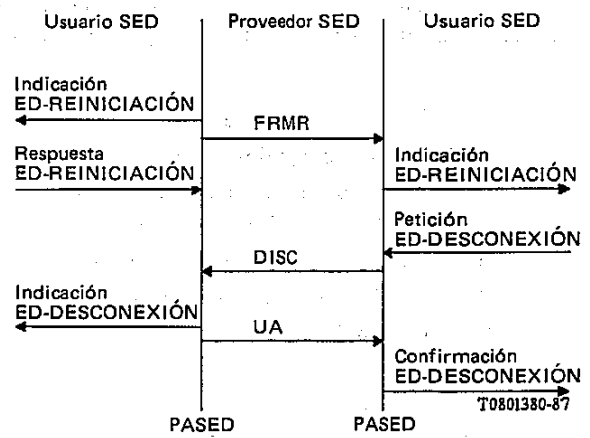 Usuario SED
Proveedor SED
Usuario SED
Indicación
ED-REINICIACIÓN
FRMR
Respuesta
ED-REINICIACIÓN
Indicación
ED-REINICIACIÓN
Petición
ED-DESCONEXIÓN
DISC
Indicación
ED-DESCONEXIÓN
UA
Confirmación
ED-DESCONEXIÓN
T0801380-87
PASED
PASED